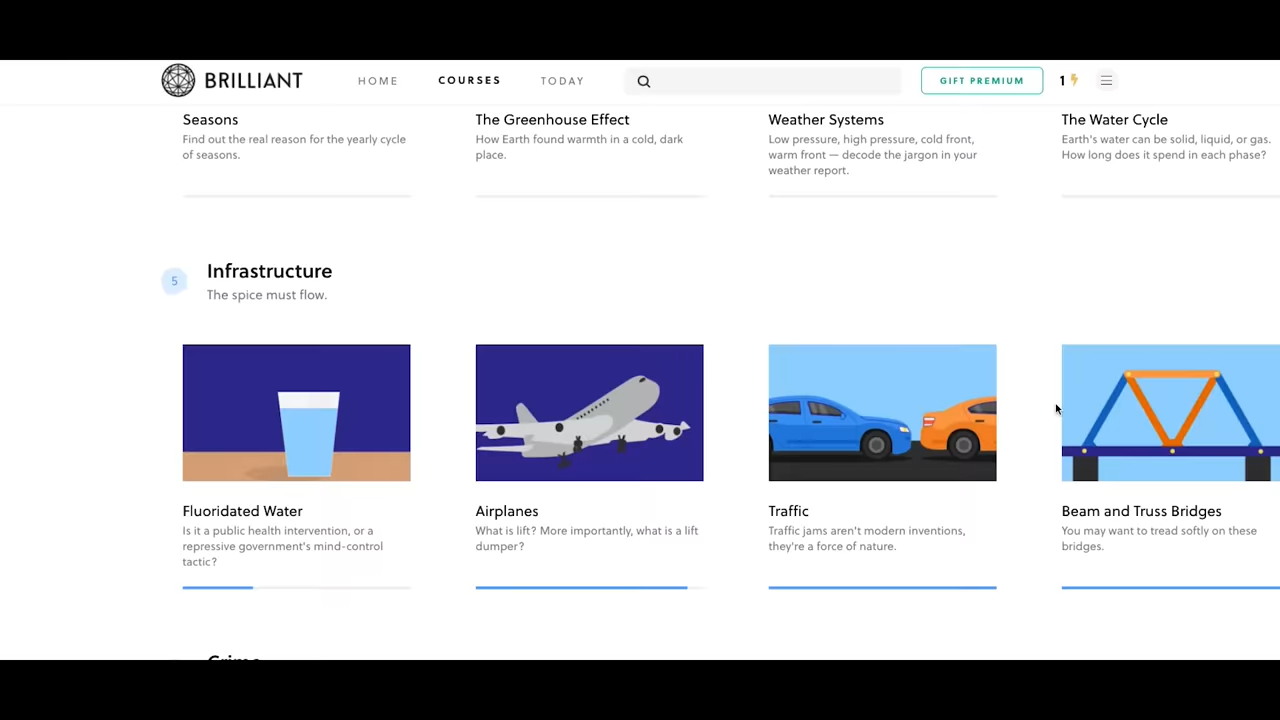 BRILLIANT
HOME
COURSES
TODAY
GIFT PREMIUM
1
Seasons
Find out the real reason for the yearly cycle
of seasons.
The Greenhouse Effect
How Earth found warmth in a cold, dark
place.
Weather Systems
Low pressure, high pressure, cold front,
warm front — decode the jargon in your
weather report.
The Water Cycle
Earth's water can be solid, liquid, or gas.
How long does it spend in each phase?
5
Infrastructure
The spice must flow.
Fluoridated Water
Is it a public health intervention, or a
repressive government's mind-control
tactic?
Airplanes
What is lift? More importantly, what is a lift
dumper?
Traffic
Traffic jams aren't modern inventions,
they're a force of nature.
Beam and Truss Bridges
You may want to tread softly on these
bridges.